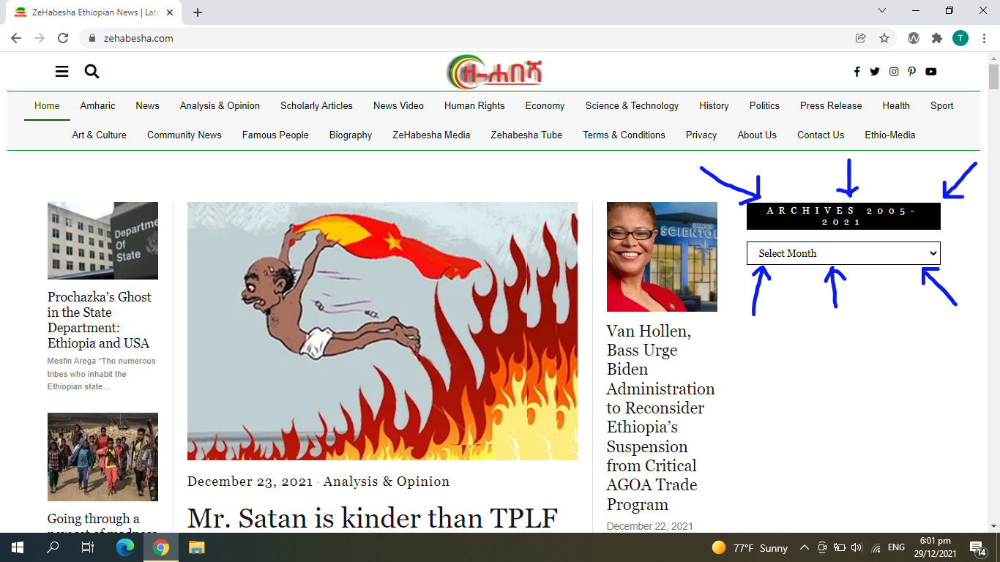 ZeHabesha Ethiopian News | Late
zehabesha.com
T
ዘ-ሐበሻ
Home Amharic News Analysis & Opinion Scholarly Articles News Video Human Rights Economy Science & Technology History Politics Press Release Health Sport
Art & Culture Community News Famous People Biography ZeHabesha Media Zehabesha Tube Terms & Conditions Privacy About Us Contact Us Ethio-Media
Department
Of
State
Prochazka’s Ghost
in the State
Department:
Ethiopia and USA
Mesfin Arega “The numerous
tribes who inhabit the
Ethiopian state…
Going through a
December 23, 2021 · Analysis & Opinion
Mr. Satan is kinder than TPLF
SCIENTOL
Van Hollen,
Bass Urge
Biden
Administration
to Reconsider
Ethiopia’s
Suspension
from Critical
AGOA Trade
Program
December 22, 2021
ARCHIVES 2005-
2021
Select Month
77°F Sunny
ENG
6:01 pm
29/12/2021
14